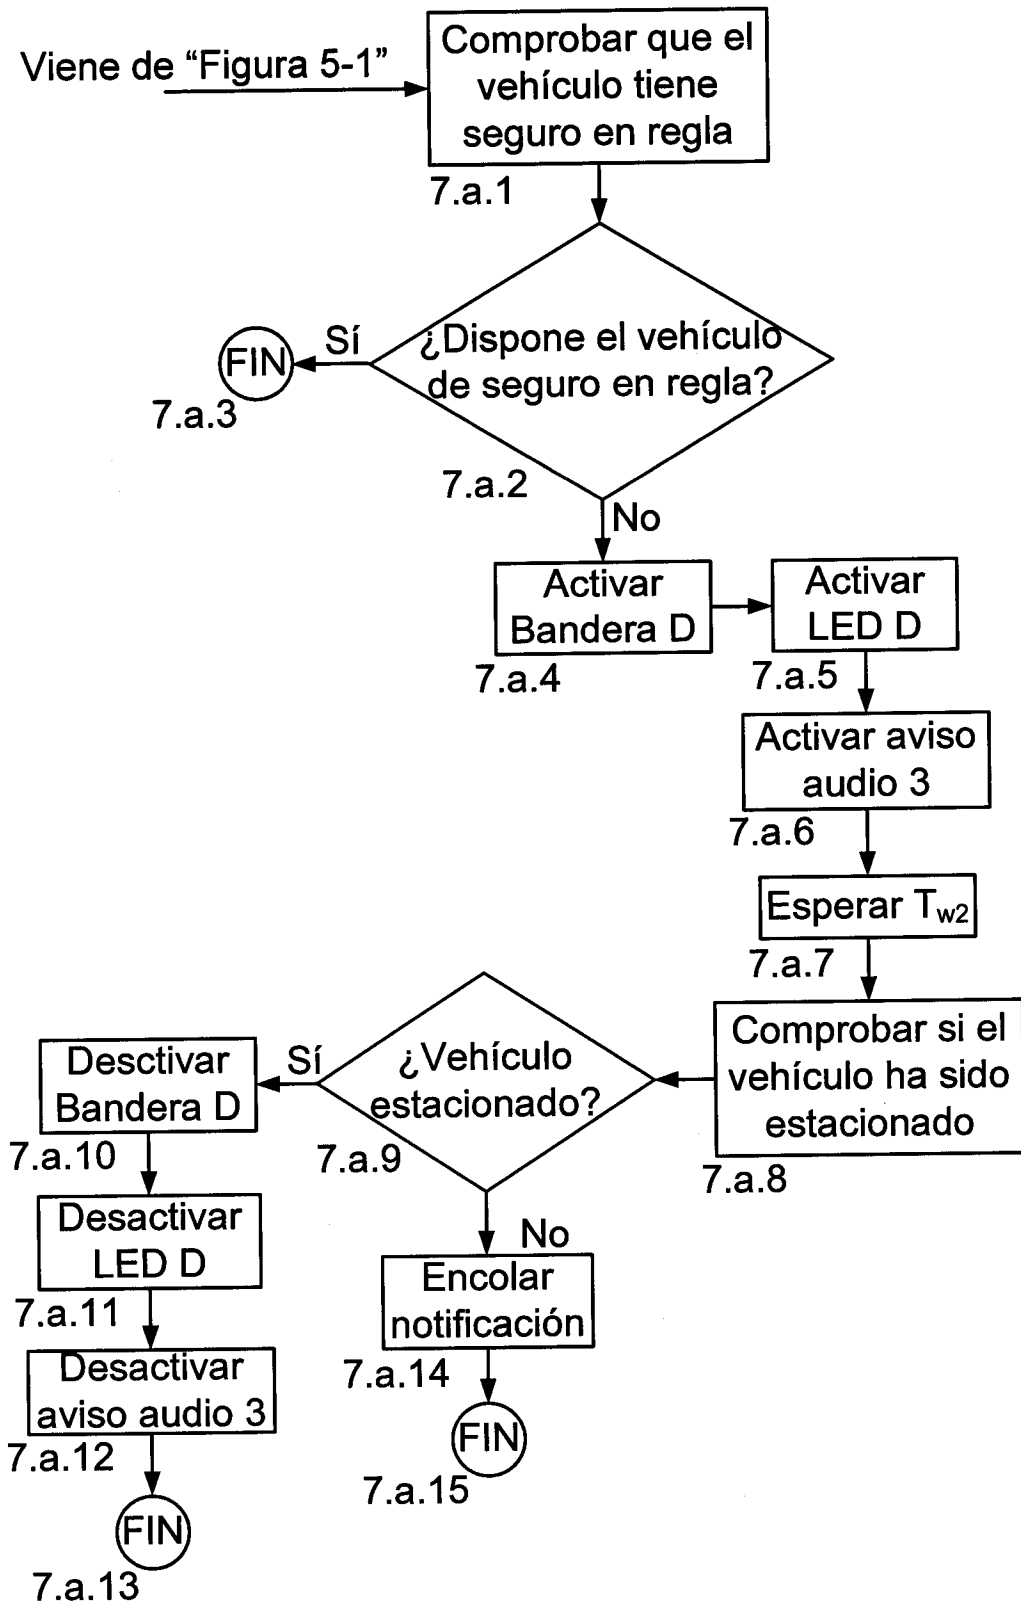 Viene de “Figura 5-1”
Comprobar que el
vehículo tiene
seguro en regla
7.a.1
¿Dispone el vehículo
de seguro en regla?
7.a.2
Sí
FIN
7.a.3
No
Activar
Bandera D
7.a.4
Activar
LED D
7.a.5
Activar aviso
audio 3
7.a.6
Esperar Tw2
7.a.7
Comprobar si el
vehículo ha sido
estacionado
7.a.8
¿Vehículo
estacionado?
7.a.9
Sí
Desctivar
Bandera D
7.a.10
Desactivar
LED D
7.a.11
Desactivar
aviso audio 3
7.a.12
FIN
7.a.13
No
Encolar
notificación
7.a.14
FIN
7.a.15